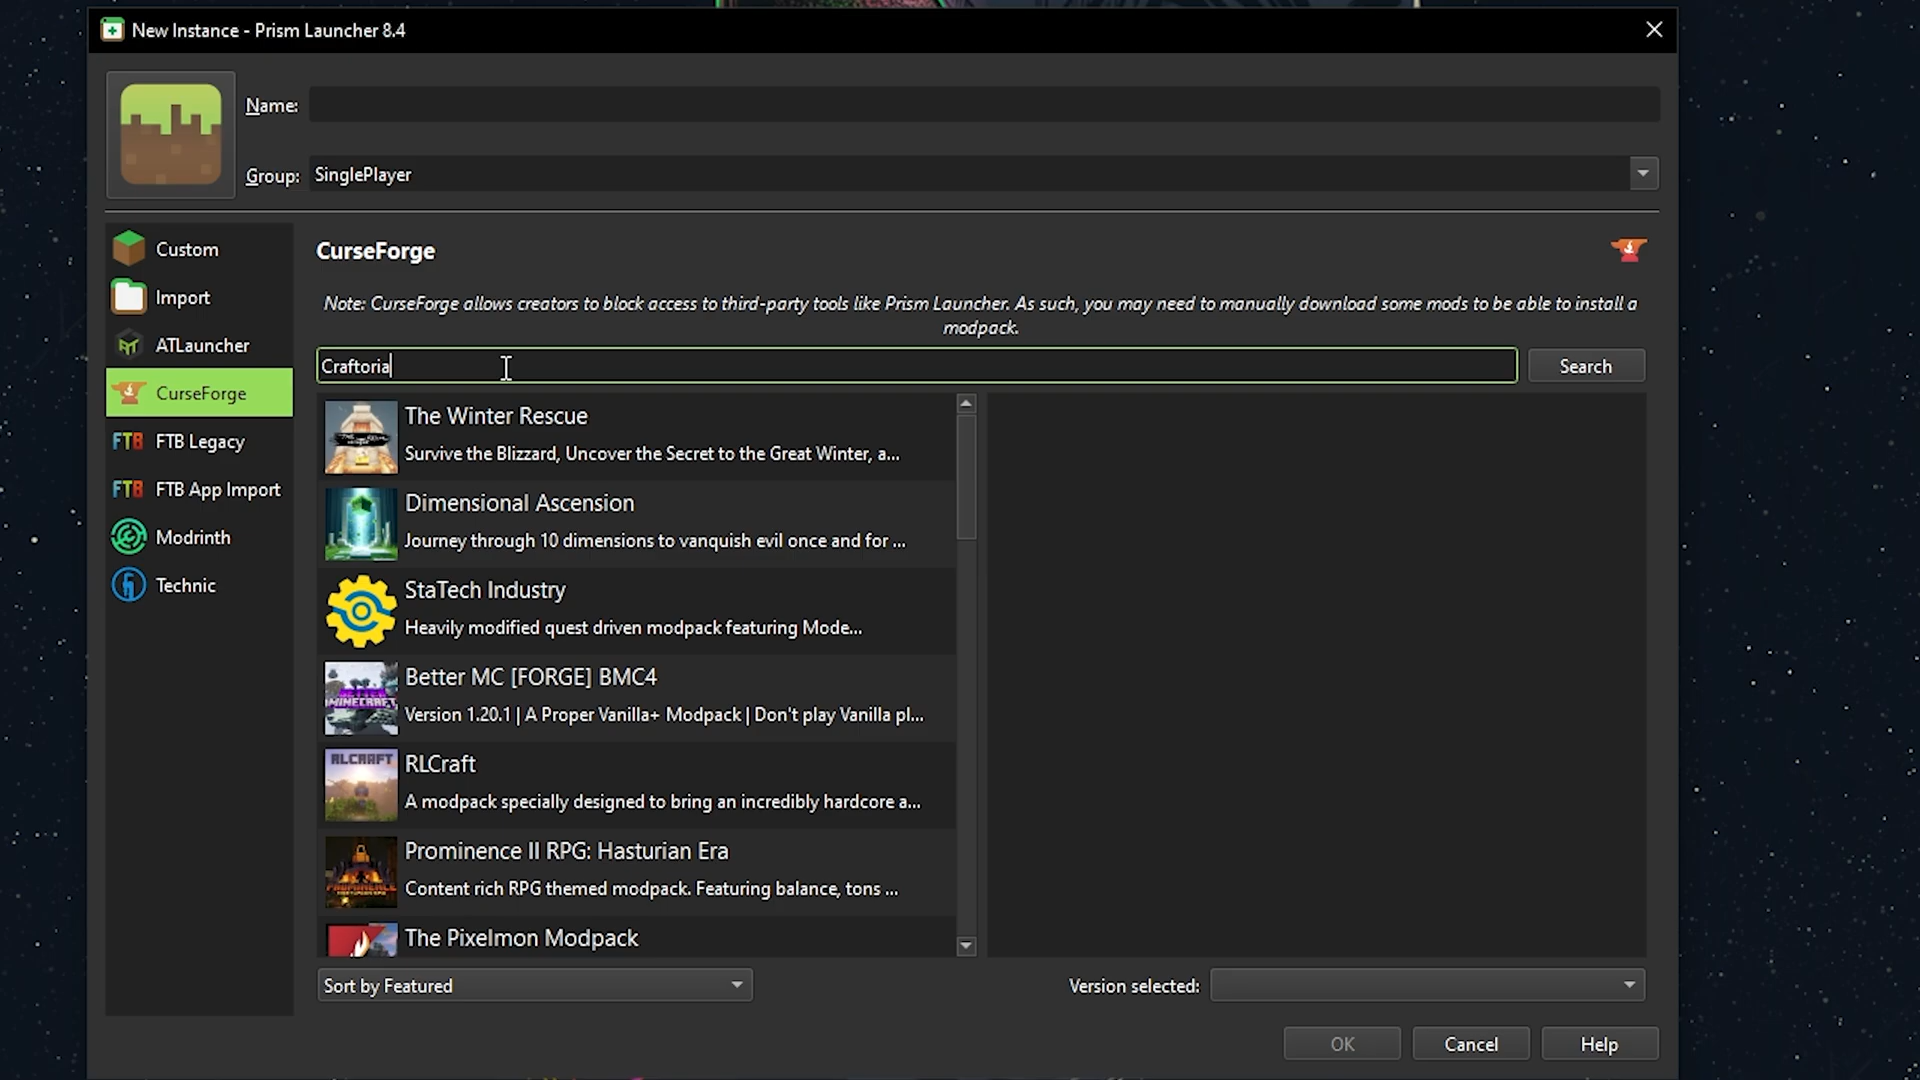 New Instance - Prism Launcher 8.4
Name:
Group: SinglePlayer
Custom
Import
ATLauncher
CurseForge
FTB Legacy
FTB App Import
Modrinth
Technic
CurseForge
Note: CurseForge allows creators to block access to third-party tools like Prism Launcher. As such, you may need to manually download some mods to be able to install a
modpack.
Craftoria
Search
The Winter Rescue
Survive the Blizzard, Uncover the Secret to the Great Winter, a...
Dimensional Ascension
Journey through 10 dimensions to vanquish evil once and for ...
StaTech Industry
Heavily modified quest driven modpack featuring Mode...
Better MC [FORGE] BMC4
Version 1.20.1 | A Proper Vanilla+ Modpack | Don't play Vanilla pl...
RLCRAFT
RLCraft
A modpack specially designed to bring an incredibly hardcore a...
Prominence II RPG: Hasturian Era
Content rich RPG themed modpack. Featuring balance, tons ...
The Pixelmon Modpack
Sort by Featured
Version selected:
OK
Cancel
Help